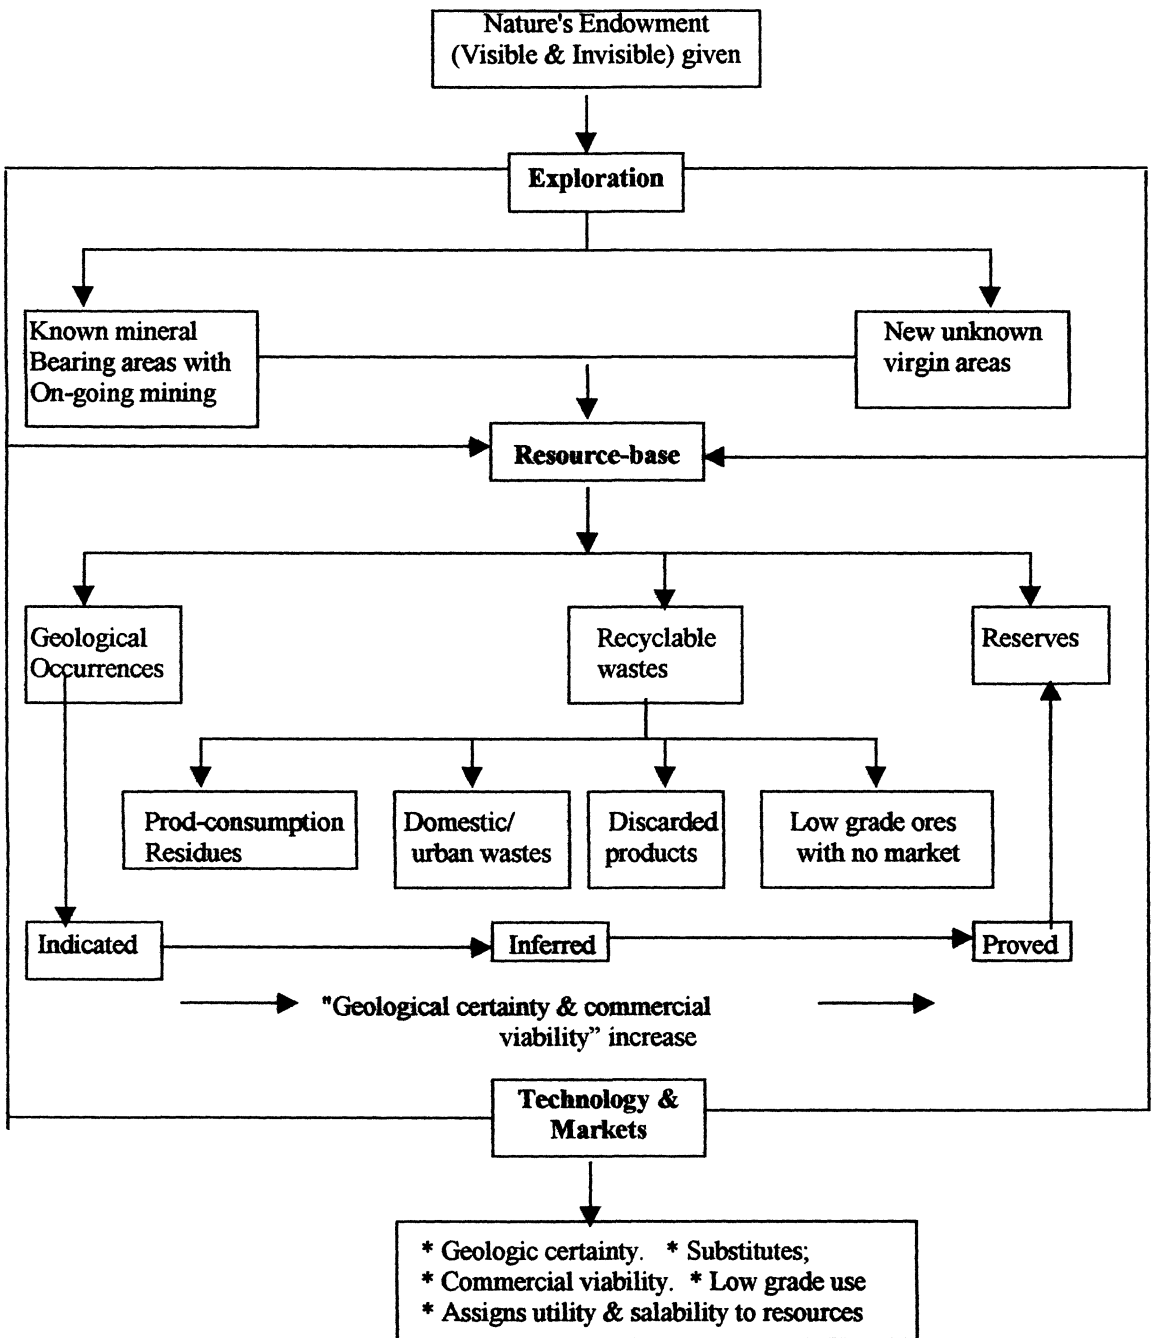 Nature's Endowment
(Visible & Invisible) given
Exploration
Known mineral
Bearing areas with
On-going mining
New unknown
virgin areas
Resource-base
Geological
Occurrences
Recyclable
wastes
Reserves
Prod-consumption
Residues
Domestic/
urban wastes
Discarded
products
Low grade ores
with no market
Indicated
Inferred
Proved
"Geological certainty & commercial
viability” increase
Technology &
Markets
* Geologic certainty. * Substitutes;
* Commercial viability. * Low grade use
* Assigns utility & salability to resources